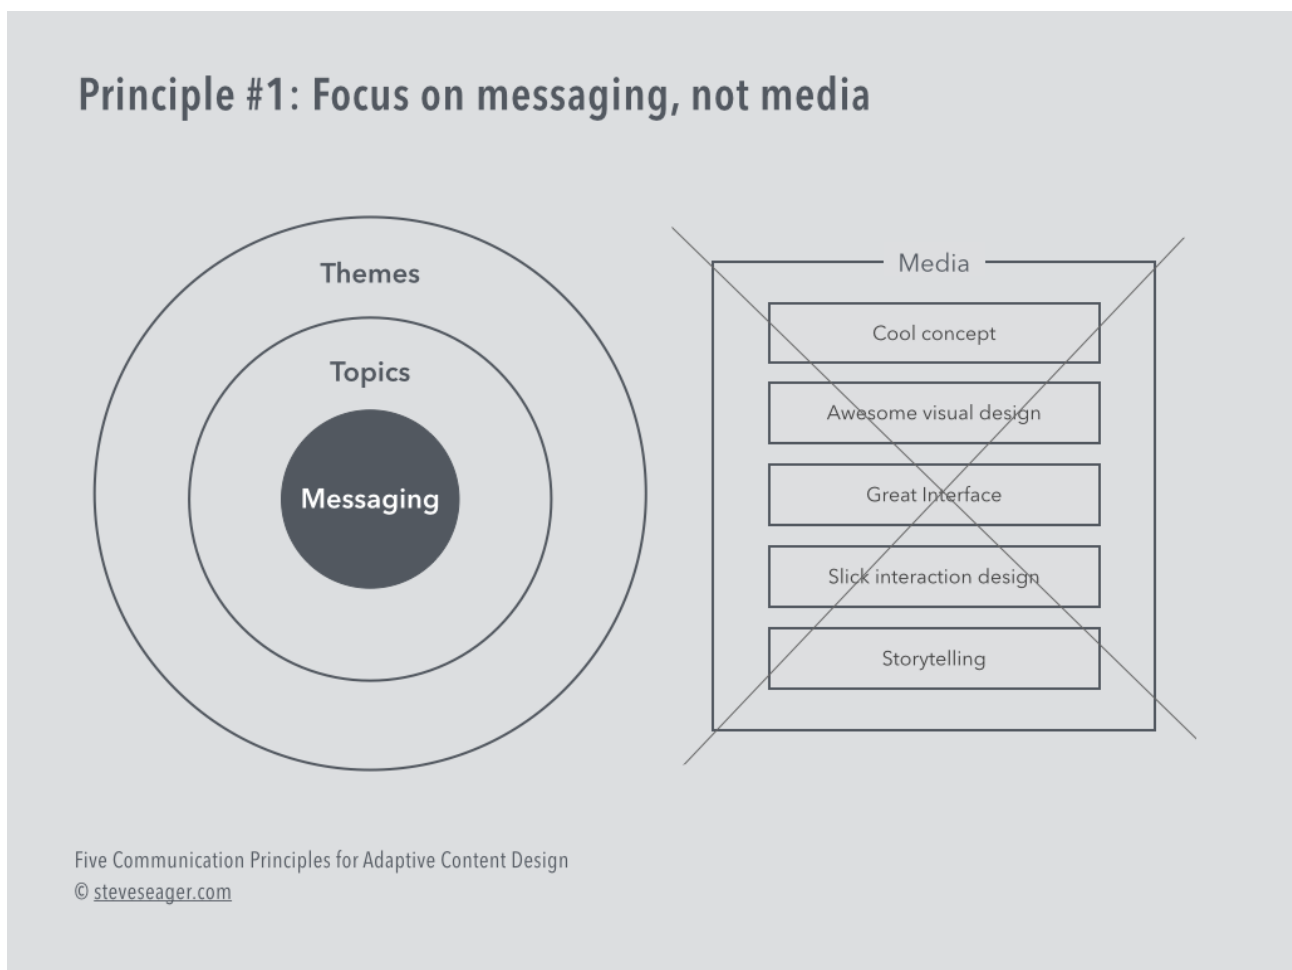 Principle #1: Focus on messaging, not media
Themes
Topics
Messaging
Media
Cool concept
Awesome visual design
Great Interface
Slick interaction design
Storytelling
Five Communication Principles for Adaptive Content Design
© steveseager.com